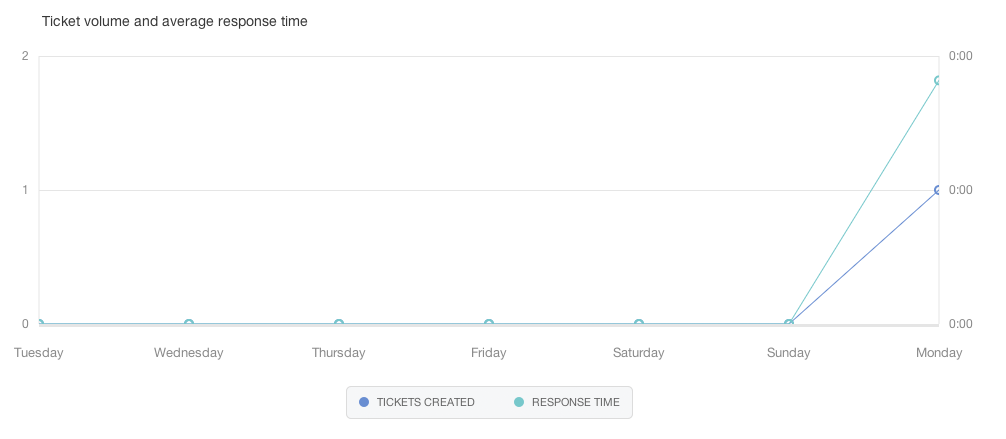 Ticket volume and average response time
2 0:00
1 0:00
0 0:00
Tuesday Wednesday Thursday Friday Saturday Sunday Monday
TICKETS CREATED RESPONSE TIME